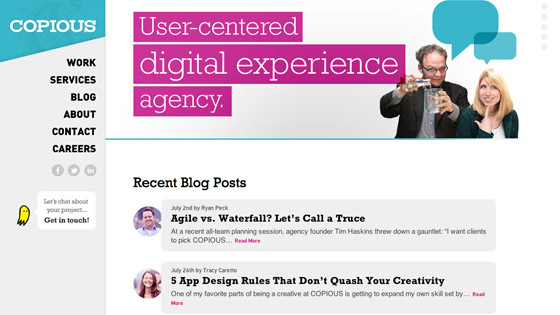 COPIOUS
WORK
SERVICES
BLOG
ABOUT
CONTACT
CAREERS
Let's chat about
your project...
Get in touch!
User-centered
digital experience
agency.
Recent Blog Posts
July 2nd by Ryan Peck
Agile vs. Waterfall? Let's Call a Truce
At a recent all-team planning session, agency founder Tim Haskins threw down a gauntlet: "I want clients
to pick COPIOUS... Read More
July 26th by Tracy Caretto
5 App Design Rules That Don't Quash Your Creativity
One of my favorite parts of being a creative at COPIOUS is getting to expand my own skill set by... Read
More